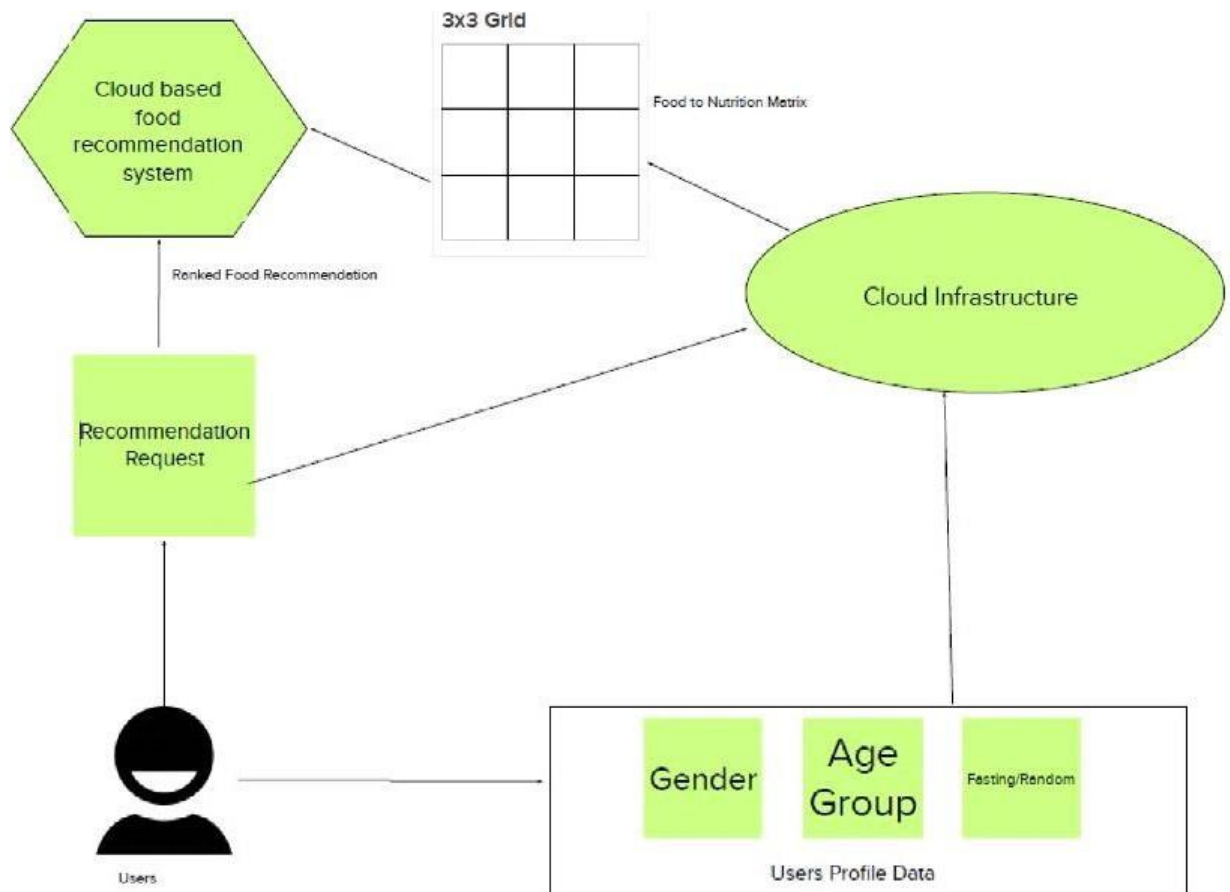 3x3 Grid
Cloud based
food
recommendation
system
Food to Nutrition Matrix
Ranked Food Recommendation
Cloud Infrastructure
Recommendation
Request
Gender
Age
Group
Fasting/Random
Users
Users Profile Data